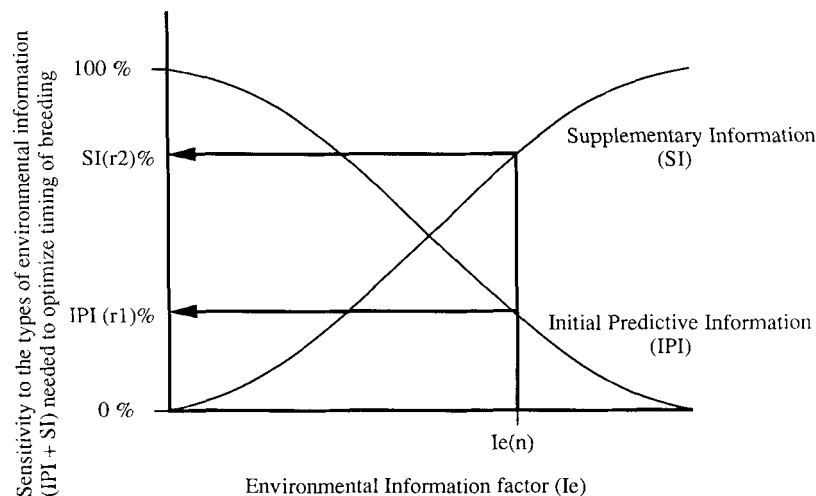 Sensitivity to the types of environmental information
(IPI + SI) needed to optimize timing of breeding
100 %
SI(r2)%
IPI (r1)%
0 %
Supplementary Information
(SI)
Initial Predictive Information
(IPI)
Ie(n)
Environmental Information factor (Ie)